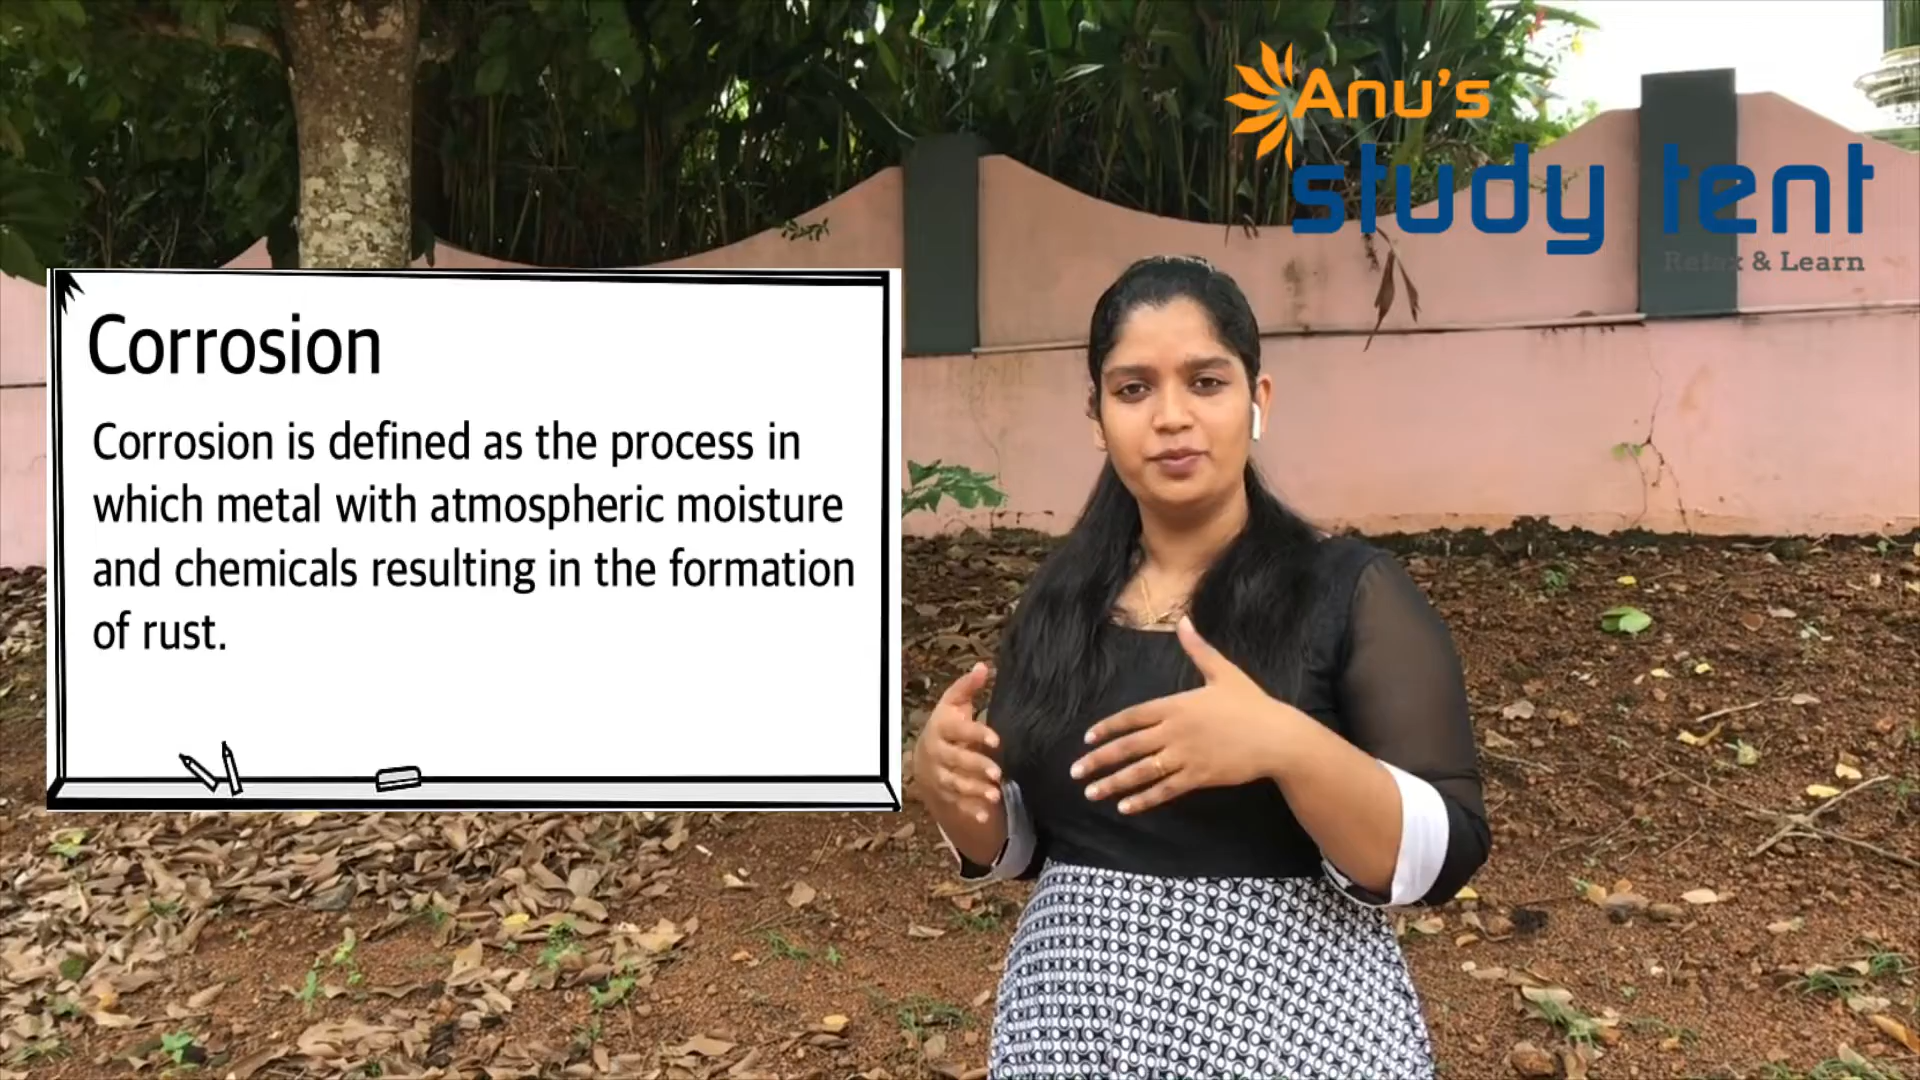 Anu's
study tent
Relax & Learn
Corrosion
Corrosion is defined as the process in
which metal with atmospheric moisture
and chemicals resulting in the formation
of rust.